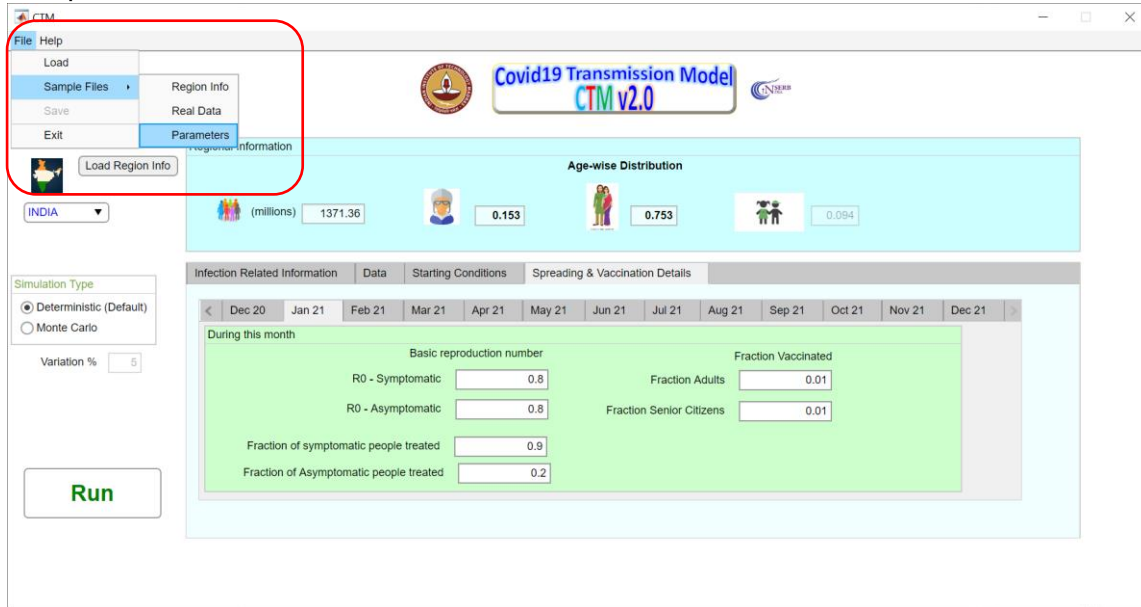 CTM
File Help
Load
Sample Files
Save
Exit
Region Info
Real Data
Parameters
Covid19 Transmission Model
CTM v2.0
SERB
Load Region Info
INDIA
Regional Information
Age-wise Distribution
(millions) 1371.36 0.153 0.753 0.094
Infection Related Information Data Starting Conditions Spreading & Vaccination Details
Simulation Type
Deterministic (Default)
Monte Carlo
Variation % 5
Run
< Dec 20 Jan 21 Feb 21 Mar 21 Apr 21 May 21 Jun 21 Jul 21 Aug 21 Sep 21 Oct 21 Nov 21 Dec 21 >
During this month
Basic reproduction number Fraction Vaccinated
R0 - Symptomatic 0.8 Fraction Adults 0.01
R0 - Asymptomatic 0.8 Fraction Senior Citizens 0.01
Fraction of symptomatic people treated 0.9
Fraction of Asymptomatic people treated 0.2